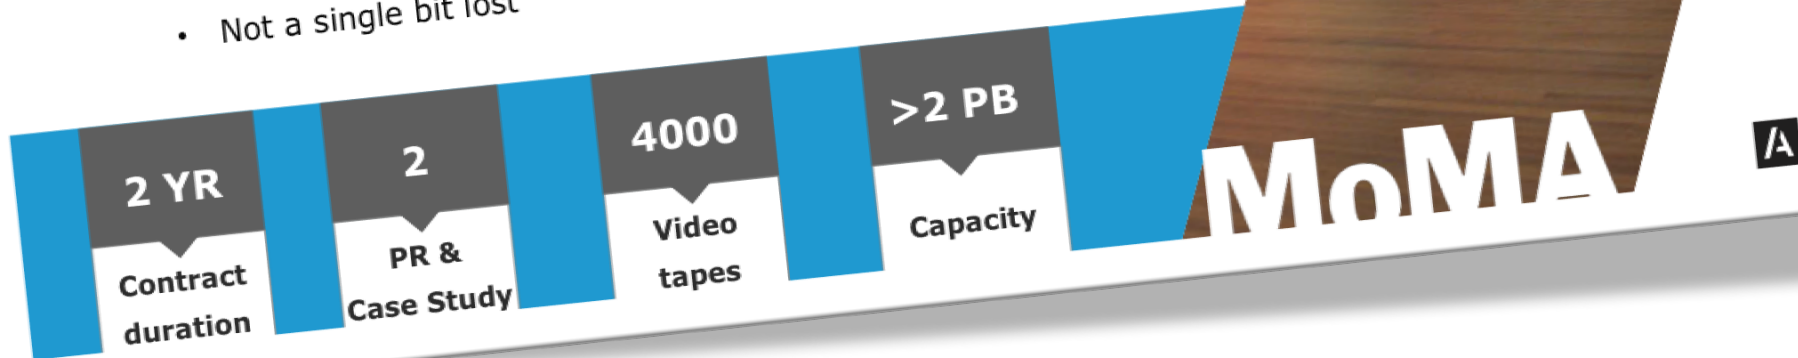 • Not a single bit lost
2 YR
Contract
duration
2
PR &
Case Study
4000
Video
tapes
>2 PB
Capacity
MoMA
A